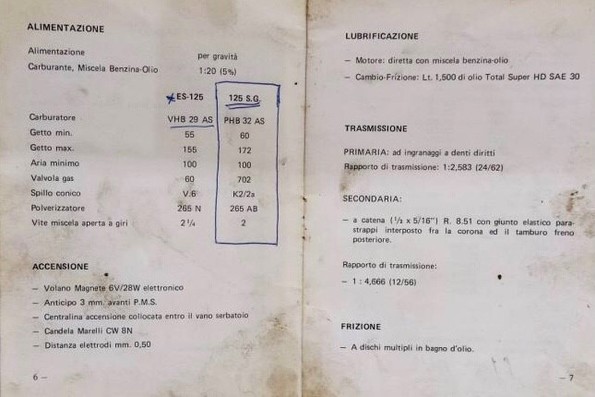 ALIMENTAZIONE
Alimentazione per gravità
Carburante, Miscela Benzina-Olio 1:20 (5%)
ES-125 125 S.G.
Carburatore VHB 29 AS PHB 32 AS
Getto min. 55 60
Getto max. 155 172
Aria minimo 100 100
Valvola gas 60 702
Spillo conico V.6 K2/2a
Polverizzatore 265 N 265 AB
Vite miscela aperta a giri 2 ¼ 2
ACCENSIONE
— Volano Magnete 6V/28W elettronico
— Anticipo 3 mm. avanti P.M.S.
— Centralina accensione collocata entro il vano serbatoio
— Candela Marelli CW 8N
— Distanza elettrodi mm. 0,50
6 —
LUBRIFICAZIONE
— Motore: diretta con miscela benzina-olio
— Cambio-Frizione: Lt. 1,500 di olio Total Super HD SAE 30
TRASMISSIONE
PRIMARIA: ad ingranaggi a denti diritti
Rapporto di trasmissione: 1:2,583 (24/62)
SECONDARIA:
— a catena (½ x 5/16") R. 8.51 con giunto elastico para-
strappi interposto fra la corona ed il tamburo freno
posteriore.
Rapporto di trasmissione:
— 1 : 4,666 (12/56)
FRIZIONE
— A dischi multipli in bagno d'olio.
— 7